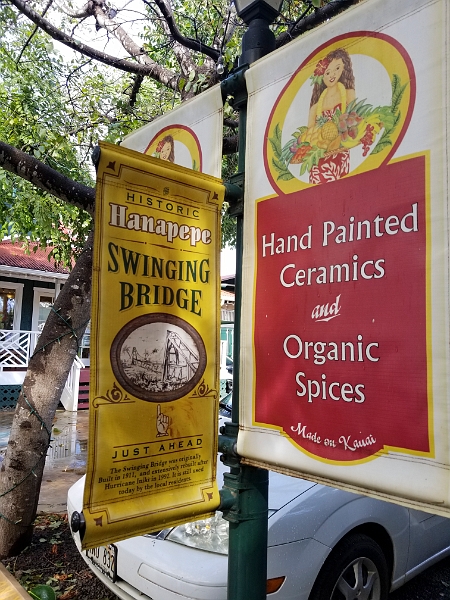 HISTORIC
Hanapepe
SWINGING
BRIDGE
JUST AHEAD
The Swinging Bridge was originally
Built in 1911, and extensively rebuilt after
Hurricane Iniki in 1992. It is still used
today by the local residents.
Hand Painted
Ceramics
and
Organic
Spices
Made on Kauai